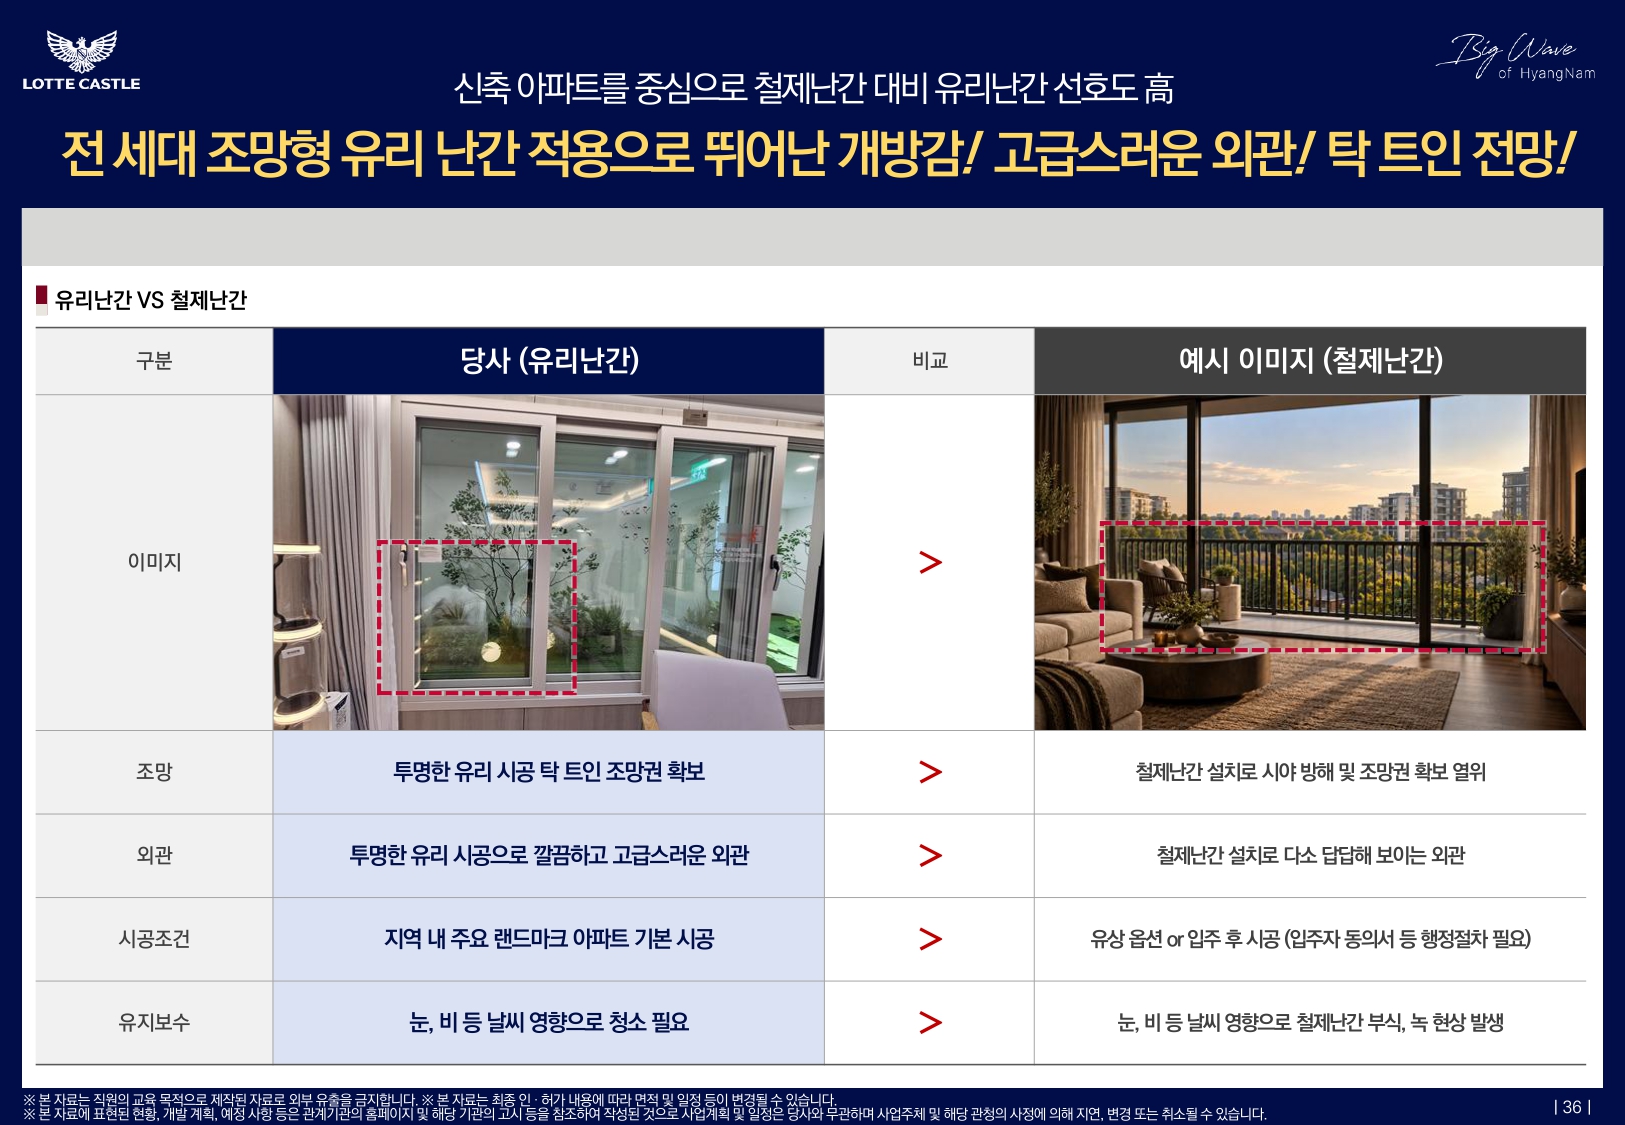 LOTTE CASTLE
Big Wave
of HyangNam
신축 아파트를 중심으로 철제난간 대비 유리난간 선호도 高
전 세대 조망형 유리 난간 적용으로 뛰어난 개방감! 고급스러운 외관! 탁 트인 전망!
유리난간 VS 철제난간
구분
당사 (유리난간)
비교
예시 이미지 (철제난간)
이미지
>
조망
투명한 유리 시공 탁 트인 조망권 확보
>
철제난간 설치로 시야 방해 및 조망권 확보 열위
외관
투명한 유리 시공으로 깔끔하고 고급스러운 외관
>
철제난간 설치로 다소 답답해 보이는 외관
시공조건
지역 내 주요 랜드마크 아파트 기본 시공
>
유상 옵션 or 입주 후 시공 (입주자 동의서 등 행정절차 필요)
유지보수
눈, 비 등 날씨 영향으로 청소 필요
>
눈, 비 등 날씨 영향으로 철제난간 부식, 녹 현상 발생
※ 본 자료는 직원의 교육 목적으로 제작된 자료로 외부 유출을 금지합니다. ※ 본 자료는 최종 인·허가 내용에 따라 면적 및 일정 등이 변경될 수 있습니다.
※ 본 자료에 표현된 현황, 개발 계획, 예정 사항 등은 관계기관의 홈페이지 및 해당 기관의 고시 등을 참조하여 작성된 것으로 사업계획 및 일정은 당사와 무관하며 사업주체 및 해당 관청의 사정에 의해 지연, 변경 또는 취소될 수 있습니다.
| 36 |